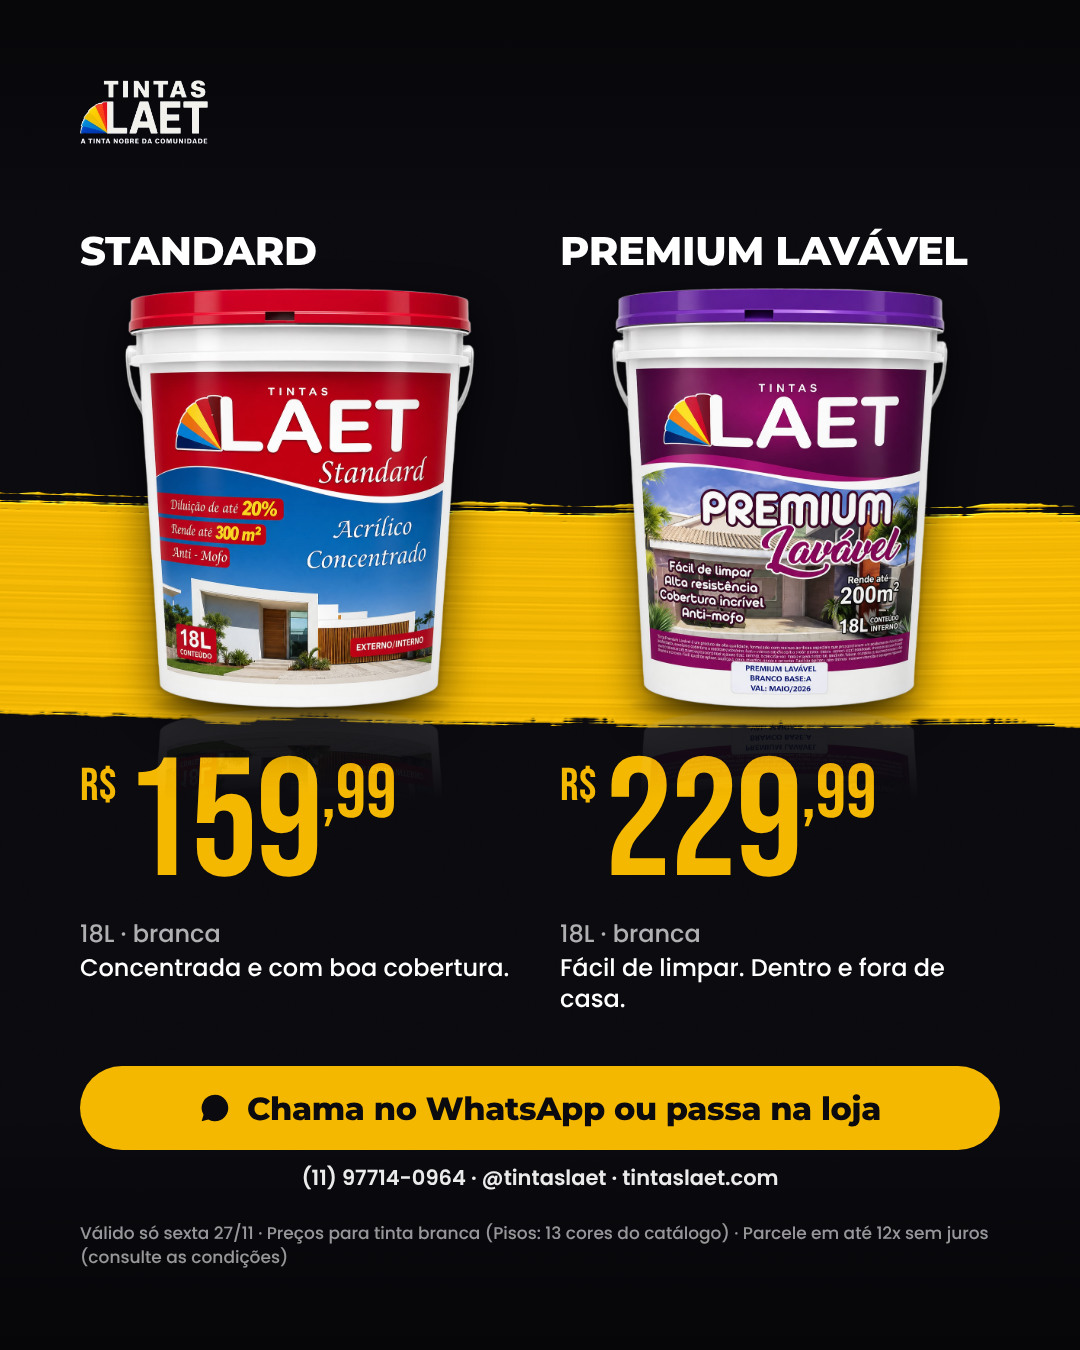 TINTAS
LAET
A TINTA NOBRE DA COMUNIDADE
STANDARD
PREMIUM LAVÁVEL
TINTAS
LAET
Standard
Diluição de até 20%
Rende até 300 m²
Anti - Mofo
Acrílico
Concentrado
18L
CONTEÚDO
EXTERNO/INTERNO
TINTAS
LAET
PREMIUM
Lavável
Fácil de limpar
Alta resistência
Cobertura incrível
Anti-mofo
Rende até
200m²
18L CONTEÚDO
INTERNO
PREMIUM LAVÁVEL
BRANCO BASE:A
VAL: MAIO/2026
R$ 159,99
R$ 229,99
18L · branca
Concentrada e com boa cobertura.
18L · branca
Fácil de limpar. Dentro e fora de
casa.
Chama no WhatsApp ou passa na loja
(11) 97714-0964 · @tintaslaet · tintaslaet.com
Válido só sexta 27/11 · Preços para tinta branca (Pisos: 13 cores do catálogo) · Parcele em até 12x sem juros
(consulte as condições)